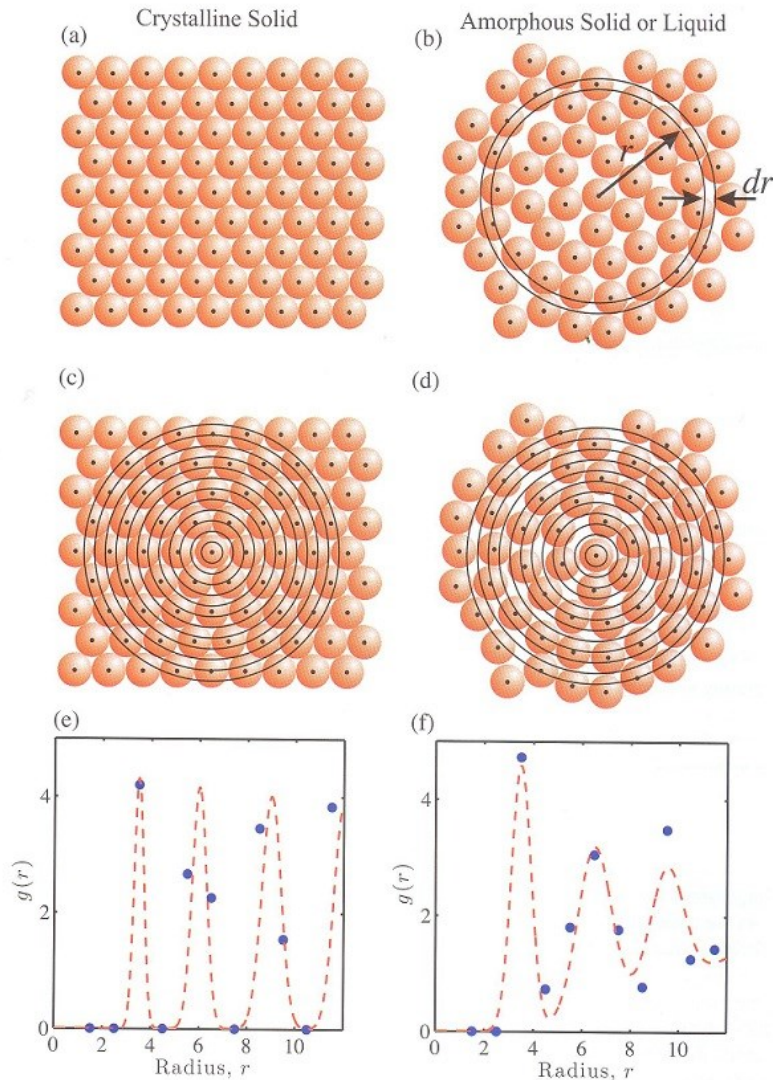 Crystalline Solid
Amorphous Solid or Liquid
(a)
(b)
r
dr
(c)
(d)
(e)
(f)
4
2
0
g(r)
0 2 4 6 8 10
Radius, r
4
2
0
g(r)
0 2 4 6 8 10
Radius, r